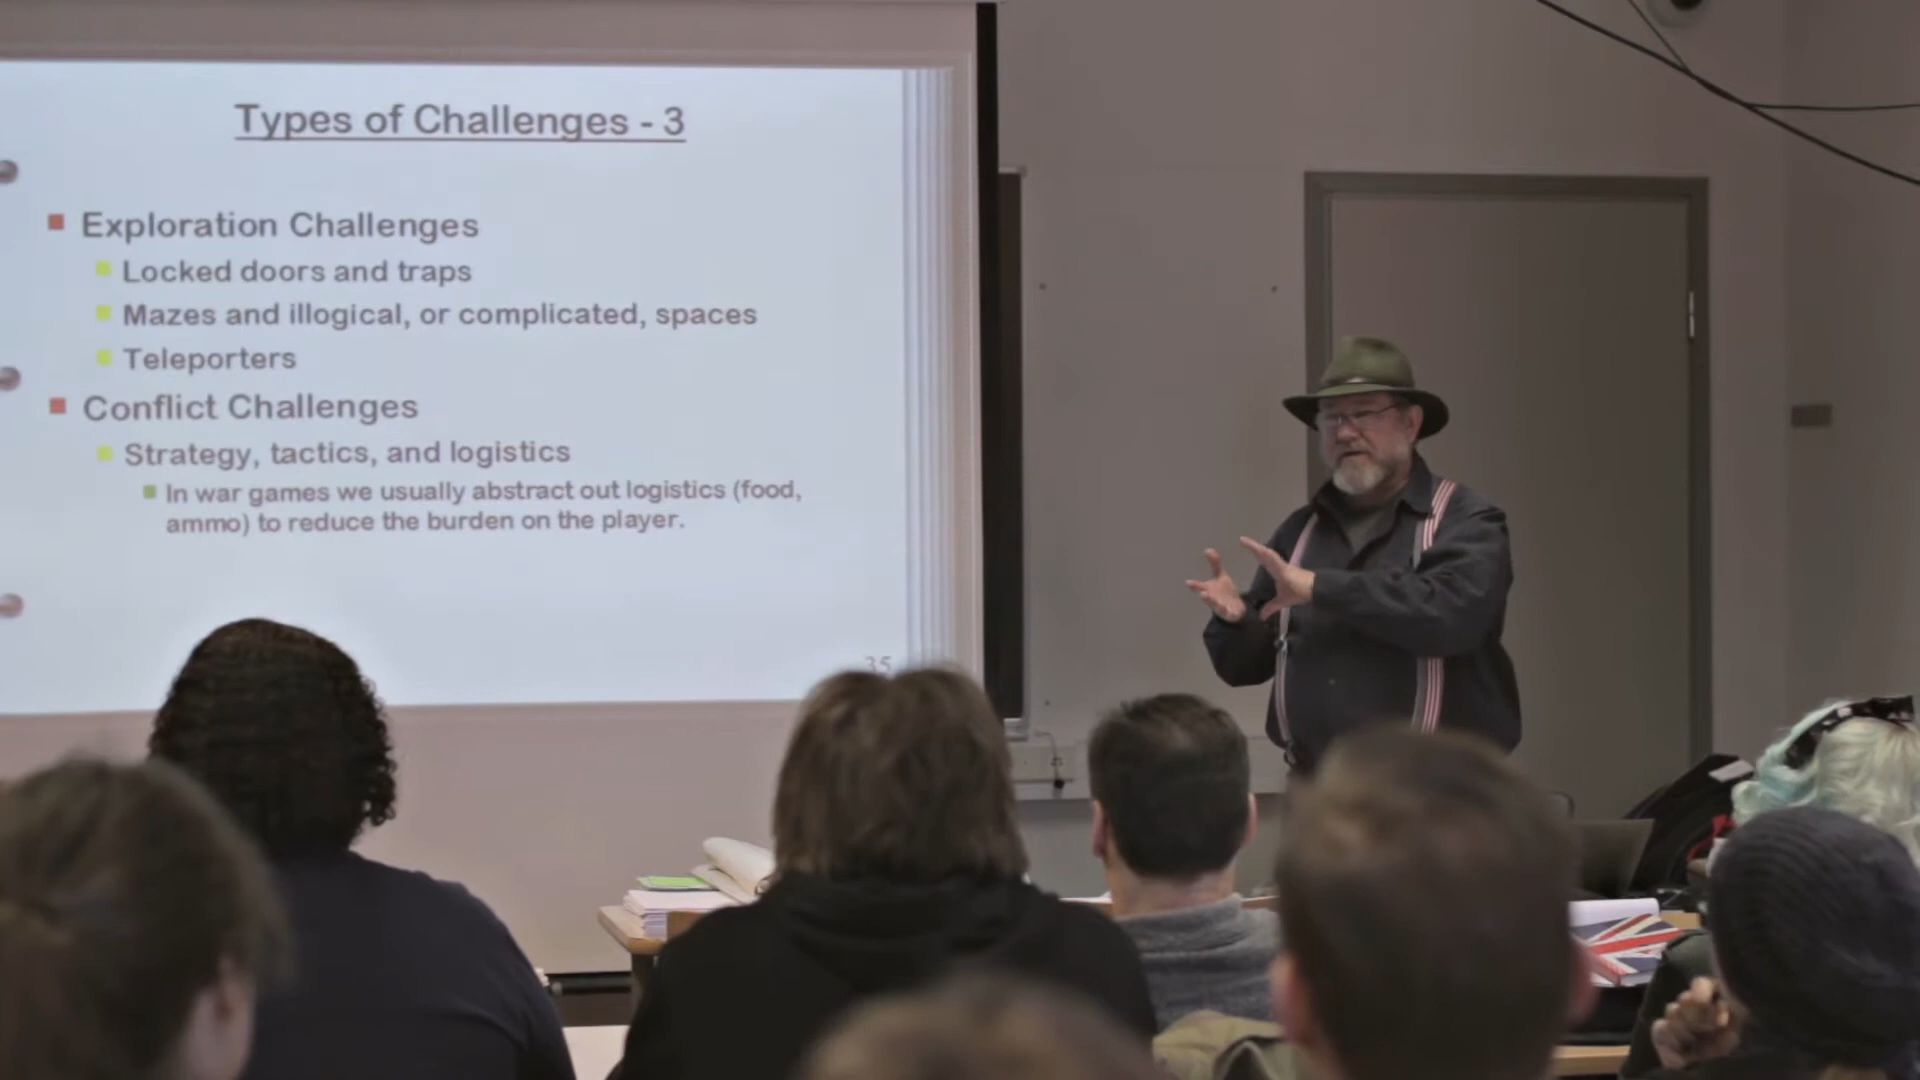 Types of Challenges - 3
Exploration Challenges
Locked doors and traps
Mazes and illogical, or complicated, spaces
Teleporters
Conflict Challenges
Strategy, tactics, and logistics
In war games we usually abstract out logistics (food,
ammo) to reduce the burden on the player.
35